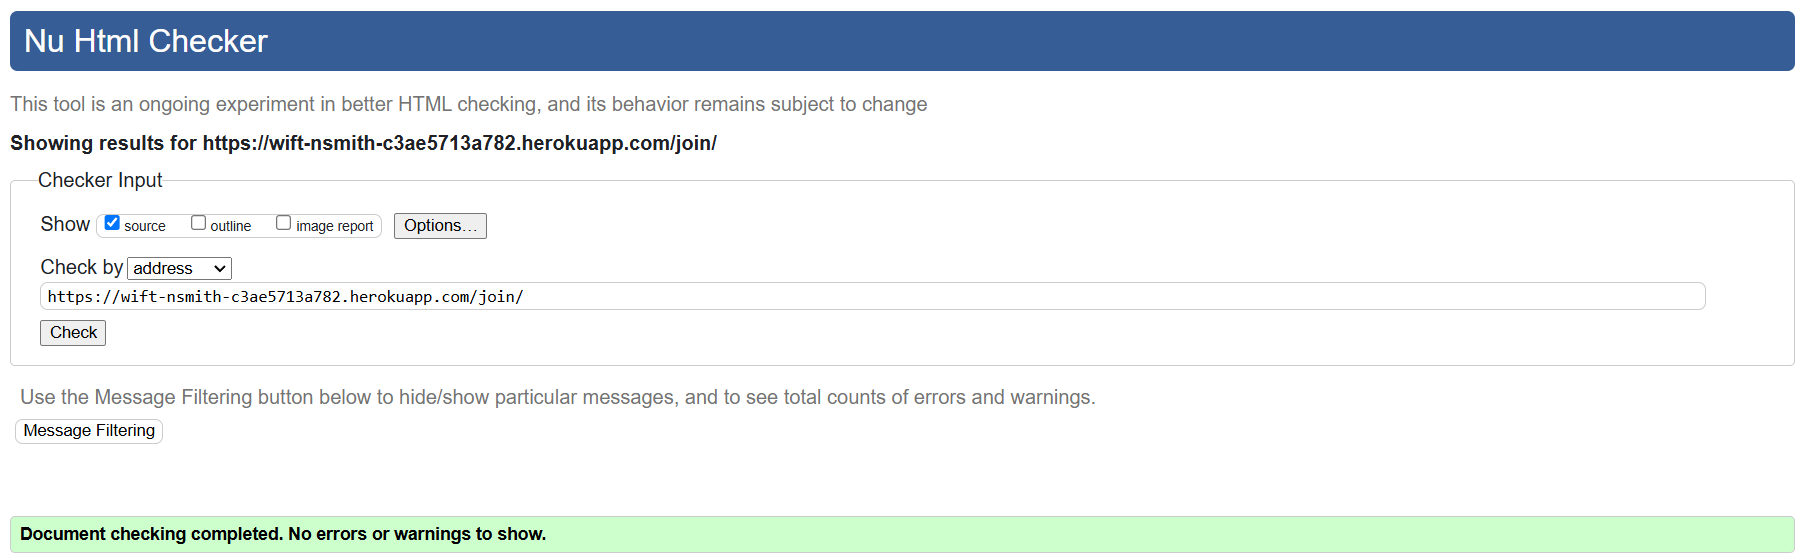 Nu Html Checker
This tool is an ongoing experiment in better HTML checking, and its behavior remains subject to change
Showing results for https://wift-nsmith-c3ae5713a782.herokuapp.com/join/
Checker Input
Show source outline image report Options...
Check by address
https://wift-nsmith-c3ae5713a782.herokuapp.com/join/
Check
Use the Message Filtering button below to hide/show particular messages, and to see total counts of errors and warnings.
Message Filtering
Document checking completed. No errors or warnings to show.